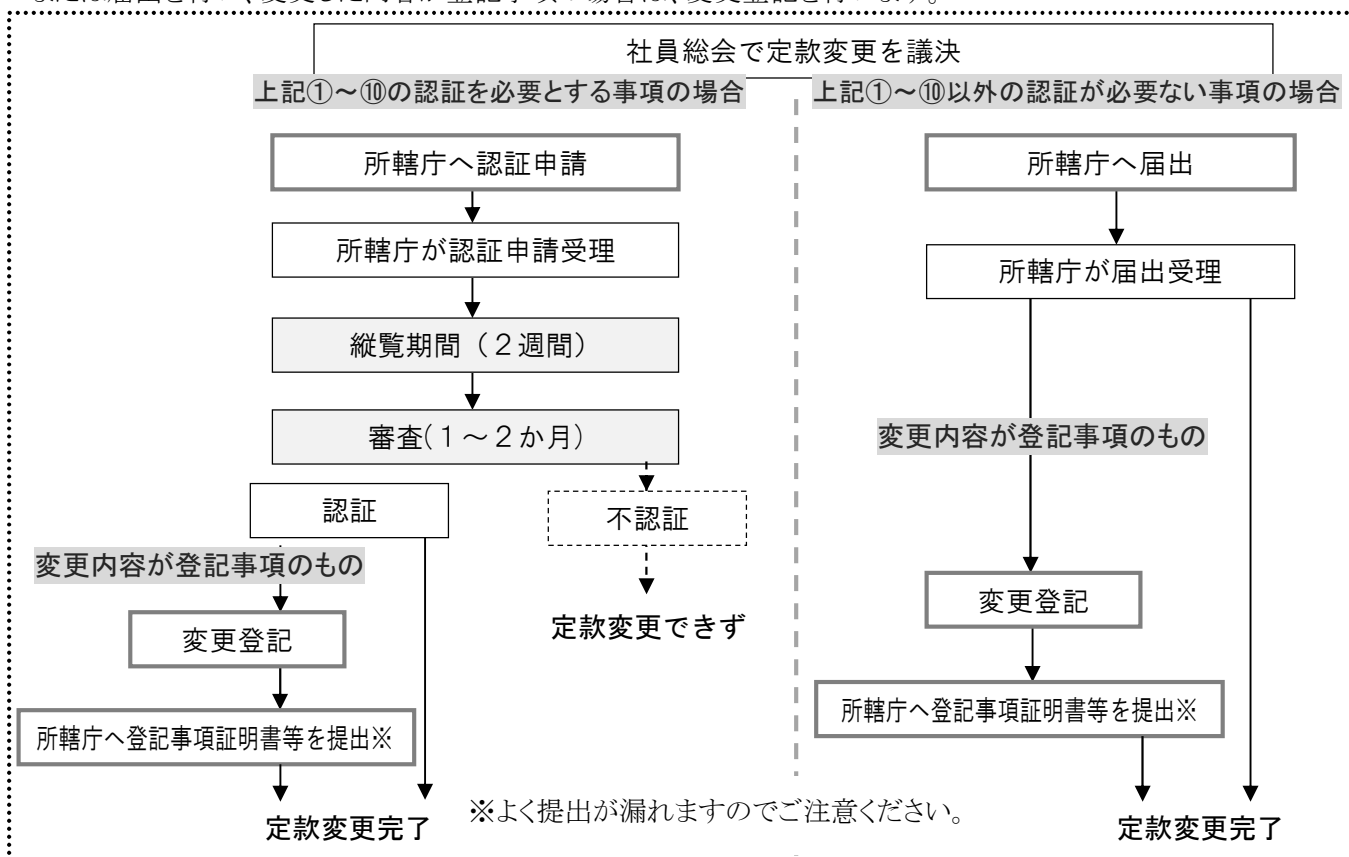 社員総会で定款変更を議決
上記①～⑩の認証を必要とする事項の場合
上記①～⑩以外の認証が必要ない事項の場合
所轄庁へ認証申請
所轄庁が認証申請受理
縦覧期間（２週間）
審査(１～２か月)
認証
不認証
変更内容が登記事項のもの
定款変更できず
変更登記
所轄庁へ登記事項証明書等を提出※
定款変更完了
所轄庁へ届出
所轄庁が届出受理
変更内容が登記事項のもの
変更登記
所轄庁へ登記事項証明書等を提出※
定款変更完了
※よく提出が漏れますのでご注意ください。